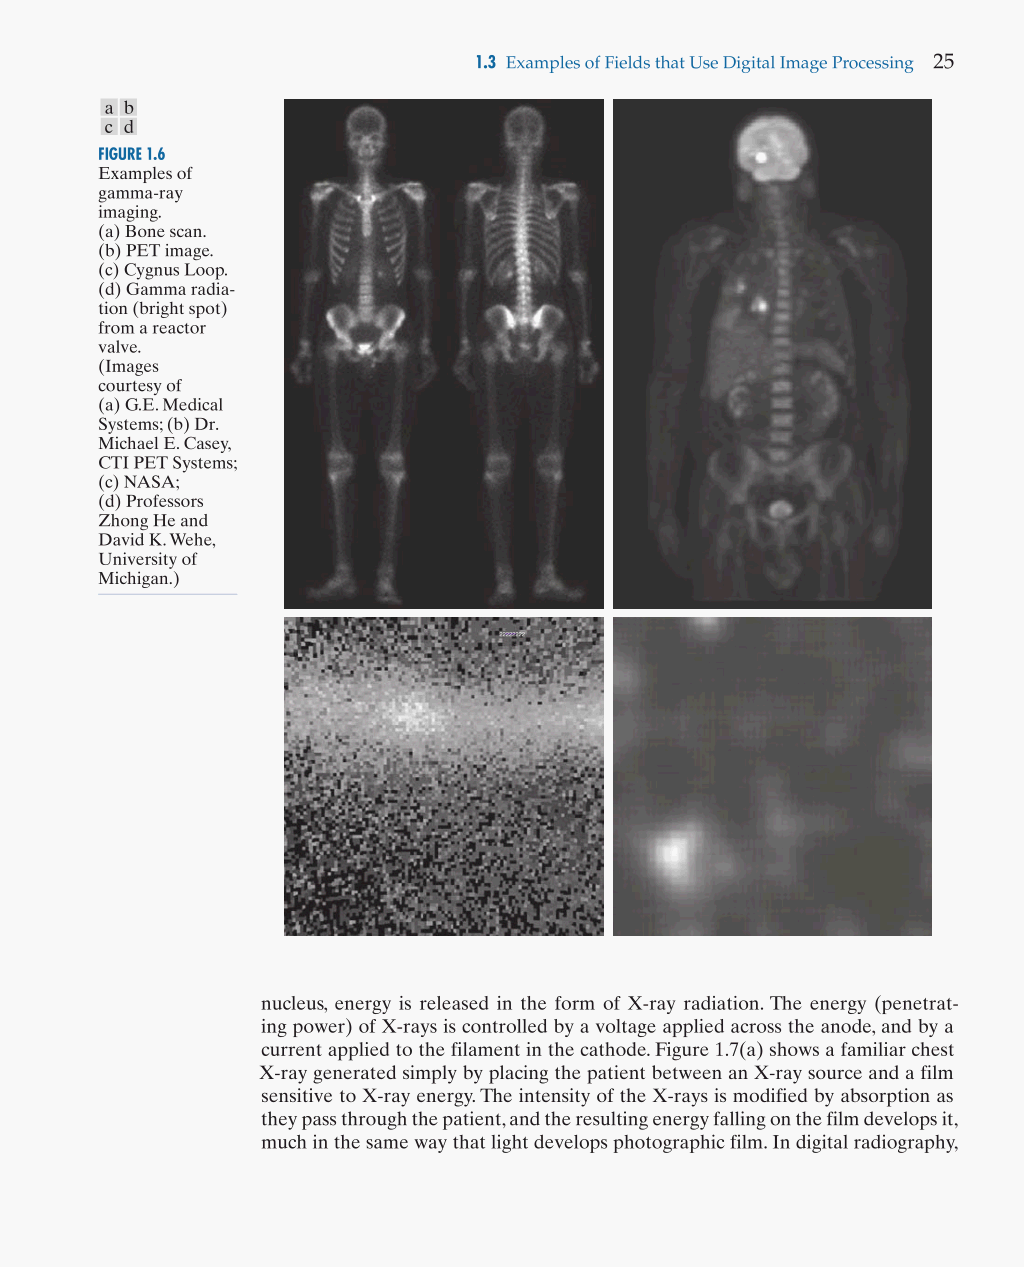 1.3 Examples of Fields that Use Digital Image Processing 25
a b
c d
FIGURE 1.6
Examples of
gamma-ray
imaging.
(a) Bone scan.
(b) PET image.
(c) Cygnus Loop.
(d) Gamma radia-
tion (bright spot)
from a reactor
valve.
(Images
courtesy of
(a) G.E. Medical
Systems; (b) Dr.
Michael E. Casey,
CTI PET Systems;
(c) NASA;
(d) Professors
Zhong He and
David K. Wehe,
University of
Michigan.)
nucleus, energy is released in the form of X-ray radiation. The energy (penetrat-
ing power) of X-rays is controlled by a voltage applied across the anode, and by a
current applied to the filament in the cathode. Figure 1.7(a) shows a familiar chest
X-ray generated simply by placing the patient between an X-ray source and a film
sensitive to X-ray energy. The intensity of the X-rays is modified by absorption as
they pass through the patient, and the resulting energy falling on the film develops it,
much in the same way that light develops photographic film. In digital radiography,